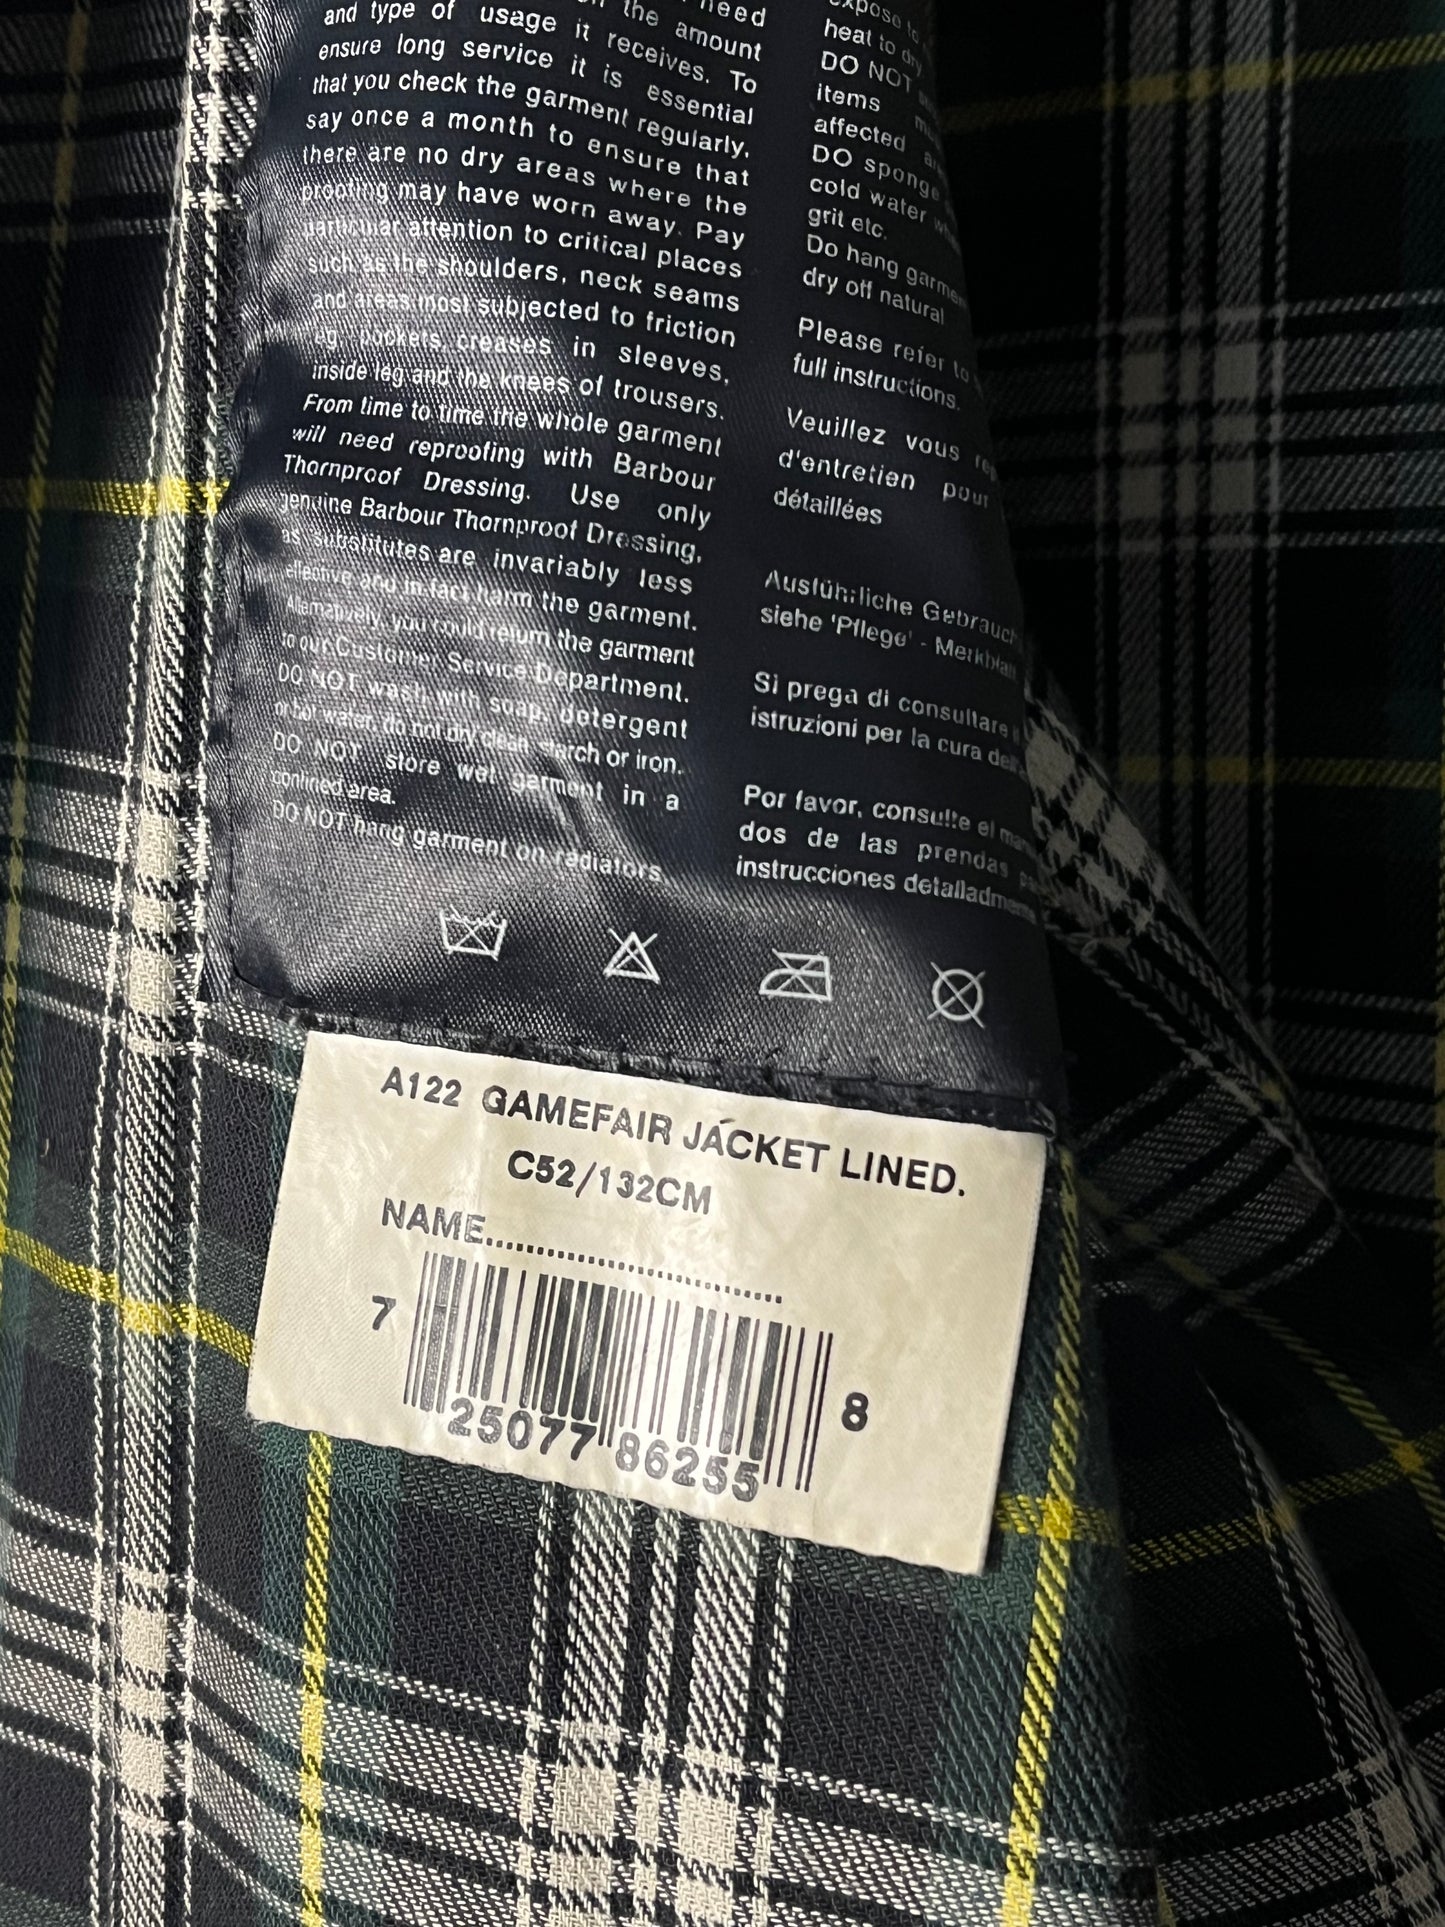 need
the amount
and type of usage it receives. To
ensure long service it is essential
that you check the garment regularly,
say once a month to ensure that
there are no dry areas where the
proofing may have worn away. Pay
particular attention to critical places
such as the shoulders, neck seams
and areas most subjected to friction
eg. pockets, creases in sleeves,
inside leg and the knees of trousers.
From time to time the whole garment
will need reproofing with Barbour
Thornproof Dressing. Use only
genuine Barbour Thornproof Dressing,
as substitutes are invariably less
effective and in fact harm the garment.
Alternatively, you could return the garment
to our Customer Service Department.
DO NOT wash with soap, detergent
or hot water, do not dry clean starch or iron.
DO NOT store wet garment in a
confined area.
DO NOT hang garment on radiators.
expose to
heat to dry
DO NOT
items
affected
DO sponge
cold water
grit etc.
Do hang garment
dry off natural
Please refer to
full instructions.
Veuillez vous
d'entretien pour
détaillées
Ausführliche Gebrauch
siehe 'Pflege' - Merkblatt
Si prega di consultare il
istruzioni per la cura dell'
Por favor, consulte el
dos de las prendas
instrucciones detalladmente
A122 GAMEFAIR JACKET LINED.
C52/132CM
NAME..............................
7 25077 86255 8